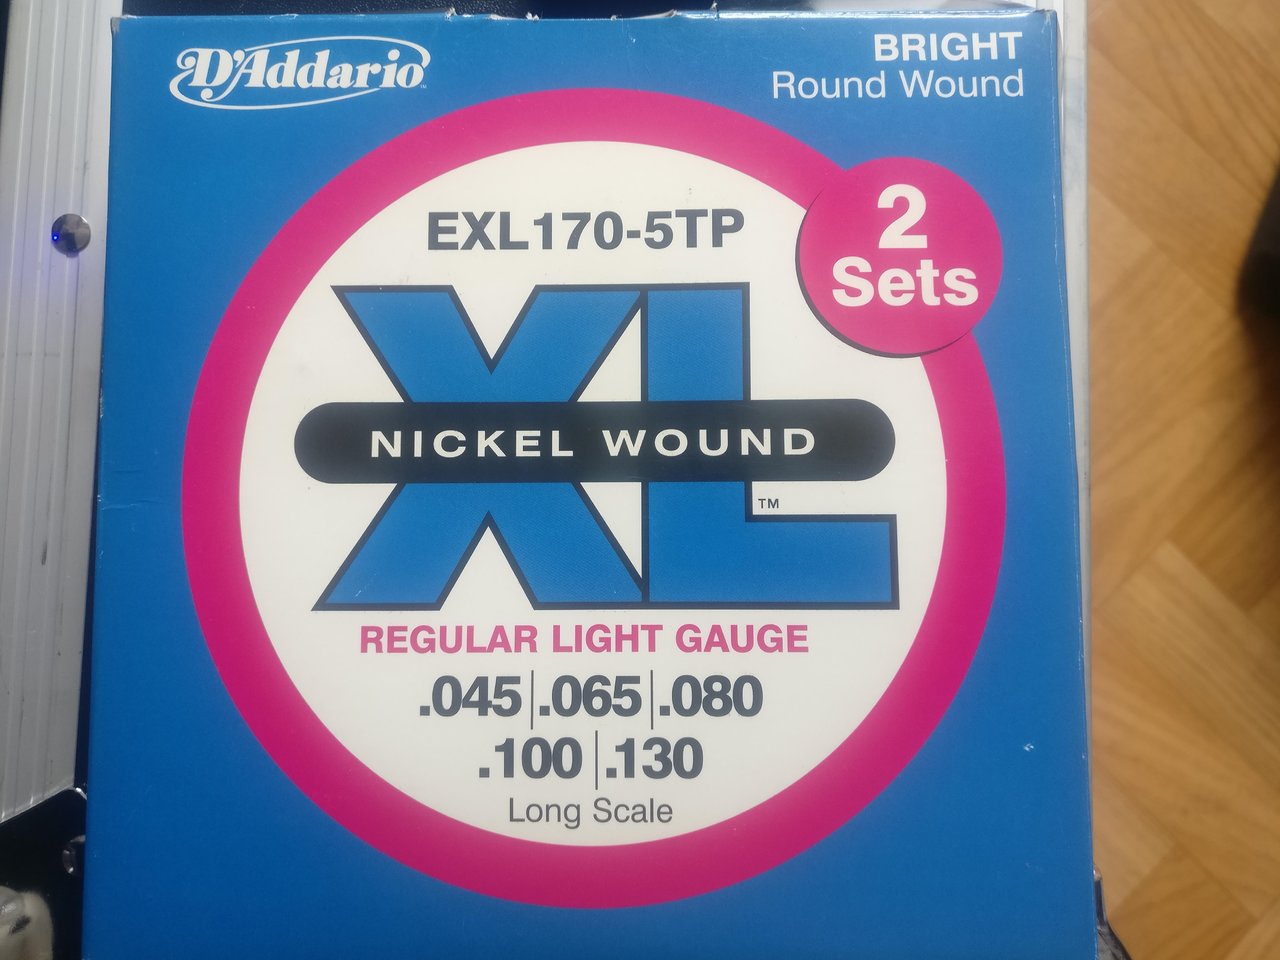 D'Addario™
BRIGHT
Round Wound
2
Sets
EXL170-5TP
XL
NICKEL WOUND
™
REGULAR LIGHT GAUGE
.045|.065|.080
.100|.130
Long Scale